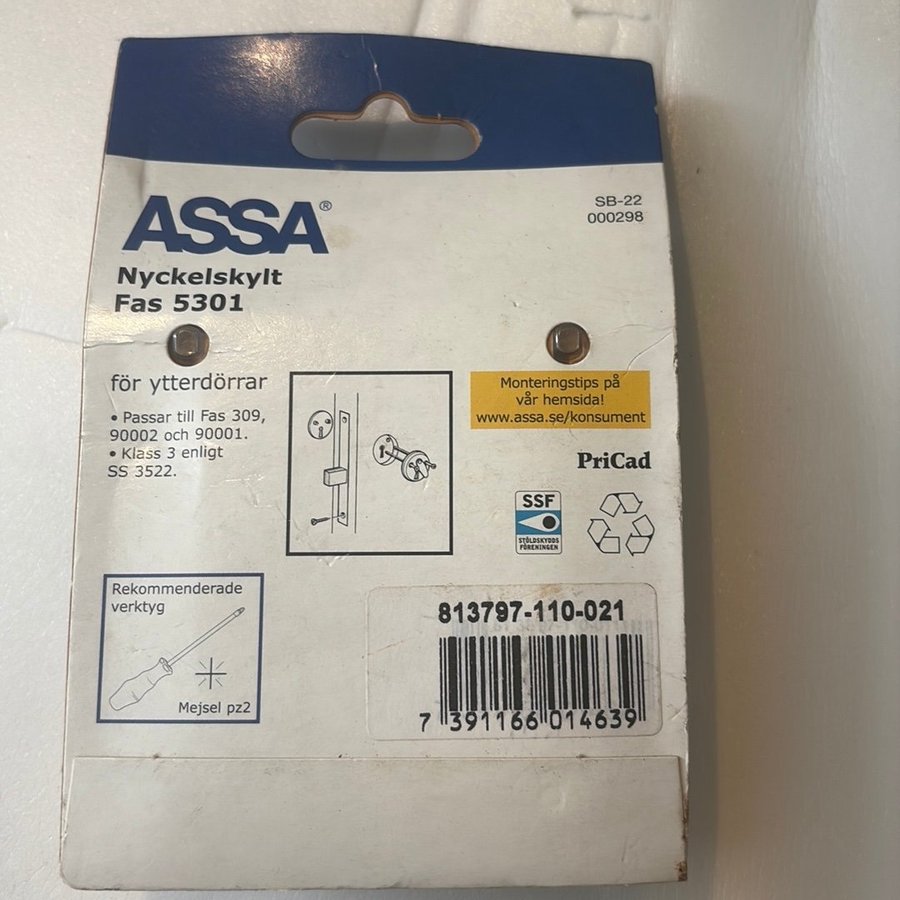 ASSA®
SB-22
000298
Nyckelskylt
Fas 5301
för ytterdörrar
• Passar till Fas 309,
90002 och 90001.
• Klass 3 enligt
SS 3522.
Monteringstips på
vår hemsida!
www.assa.se/konsument
PriCad
SSF
STÖLDSKYDDS
FÖRENINGEN
Rekommenderade
verktyg
Mejsel pz2
813797-110-021
7 391166 014639